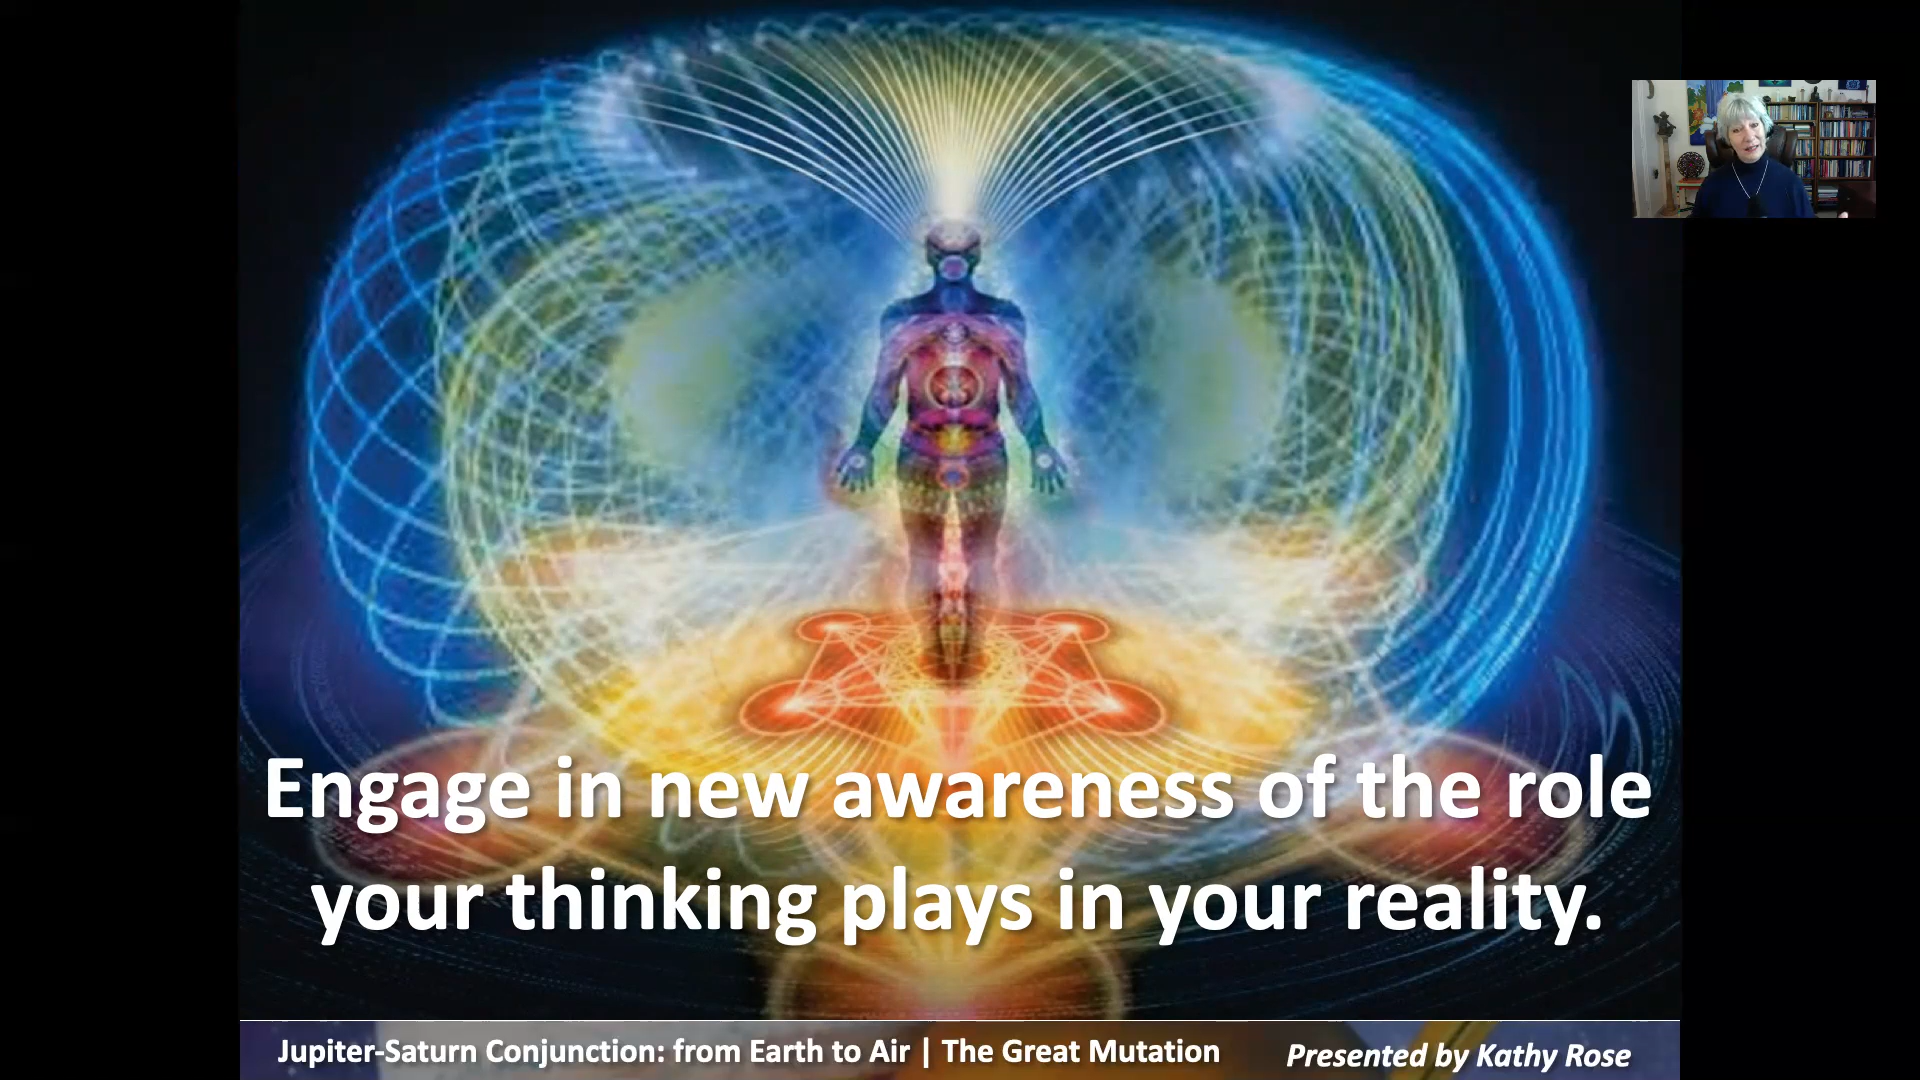 Engage in new awareness of the role
your thinking plays in your reality.
Jupiter-Saturn Conjunction: from Earth to Air | The Great Mutation
Presented by Kathy Rose